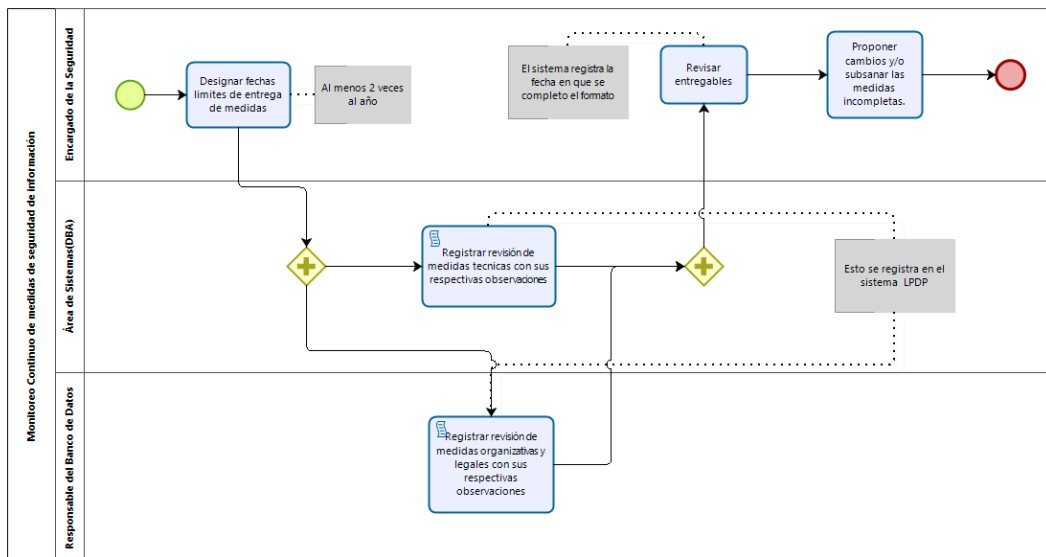 Monitoreo Continuo de medidas de seguridad de información
Encargado de la Seguridad
Designar fechas
limites de entrega
de medidas
Al menos 2 veces
al año
El sistema registra la
fecha en que se
completo el formato
Revisar
entregables
Proponer
cambios y/o
subsanar las
medidas
incompletas.
Área de Sistemas(DBA)
Registrar revisión de
medidas tecnicas con sus
respectivas observaciones
Esto se registra en el
sistema LPDP
Responsable del Banco de Datos
Registrar revisión de
medidas organizativas y
legales con sus
respectivas
observaciones